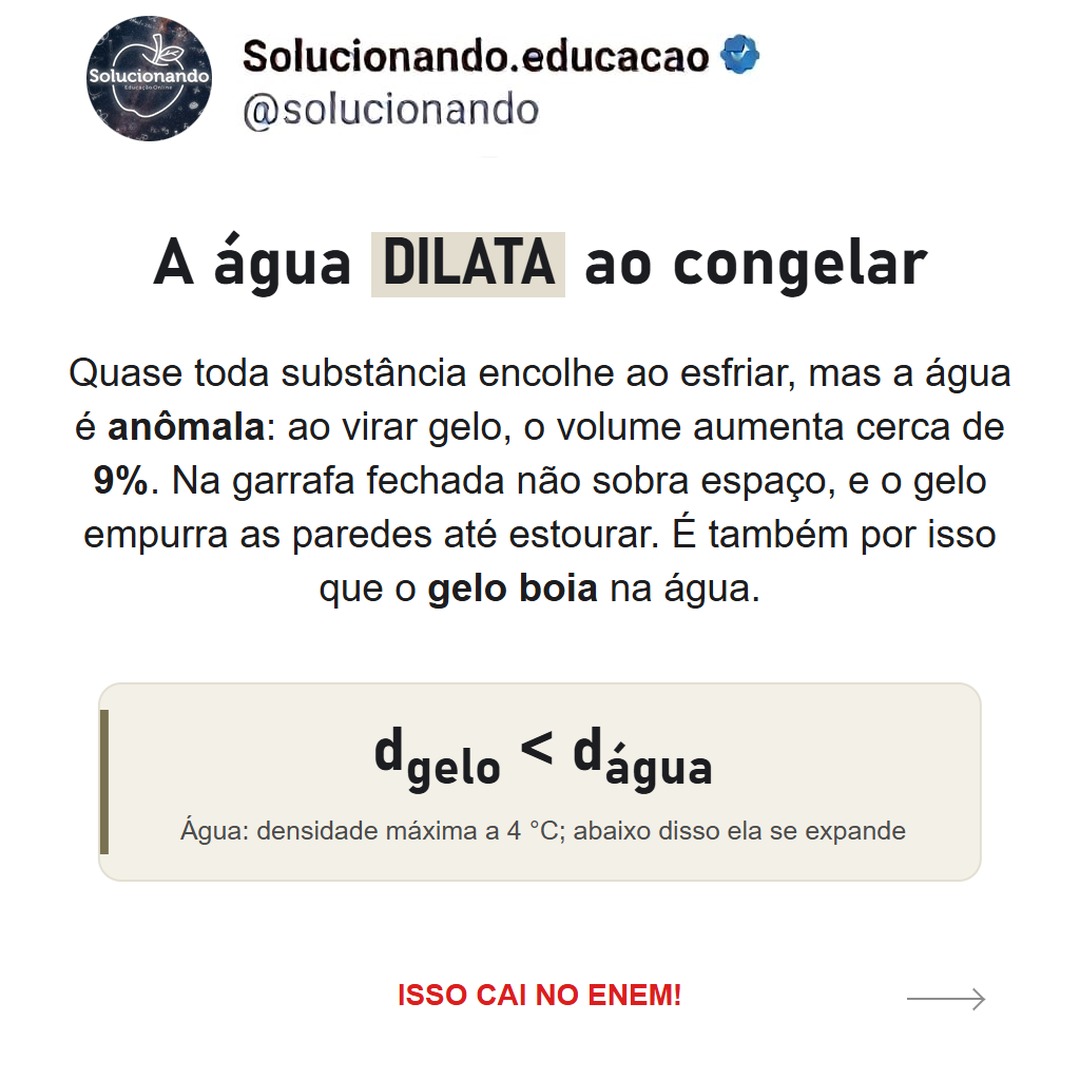 Solucionando
Educação Online
Solucionando.educacao
@solucionando
A água DILATA ao congelar
Quase toda substância encolhe ao esfriar, mas a água
é anômala: ao virar gelo, o volume aumenta cerca de
9%. Na garrafa fechada não sobra espaço, e o gelo
empurra as paredes até estourar. É também por isso
que o gelo boia na água.
dgelo < dágua
Água: densidade máxima a 4 °C; abaixo disso ela se expande
ISSO CAI NO ENEM!